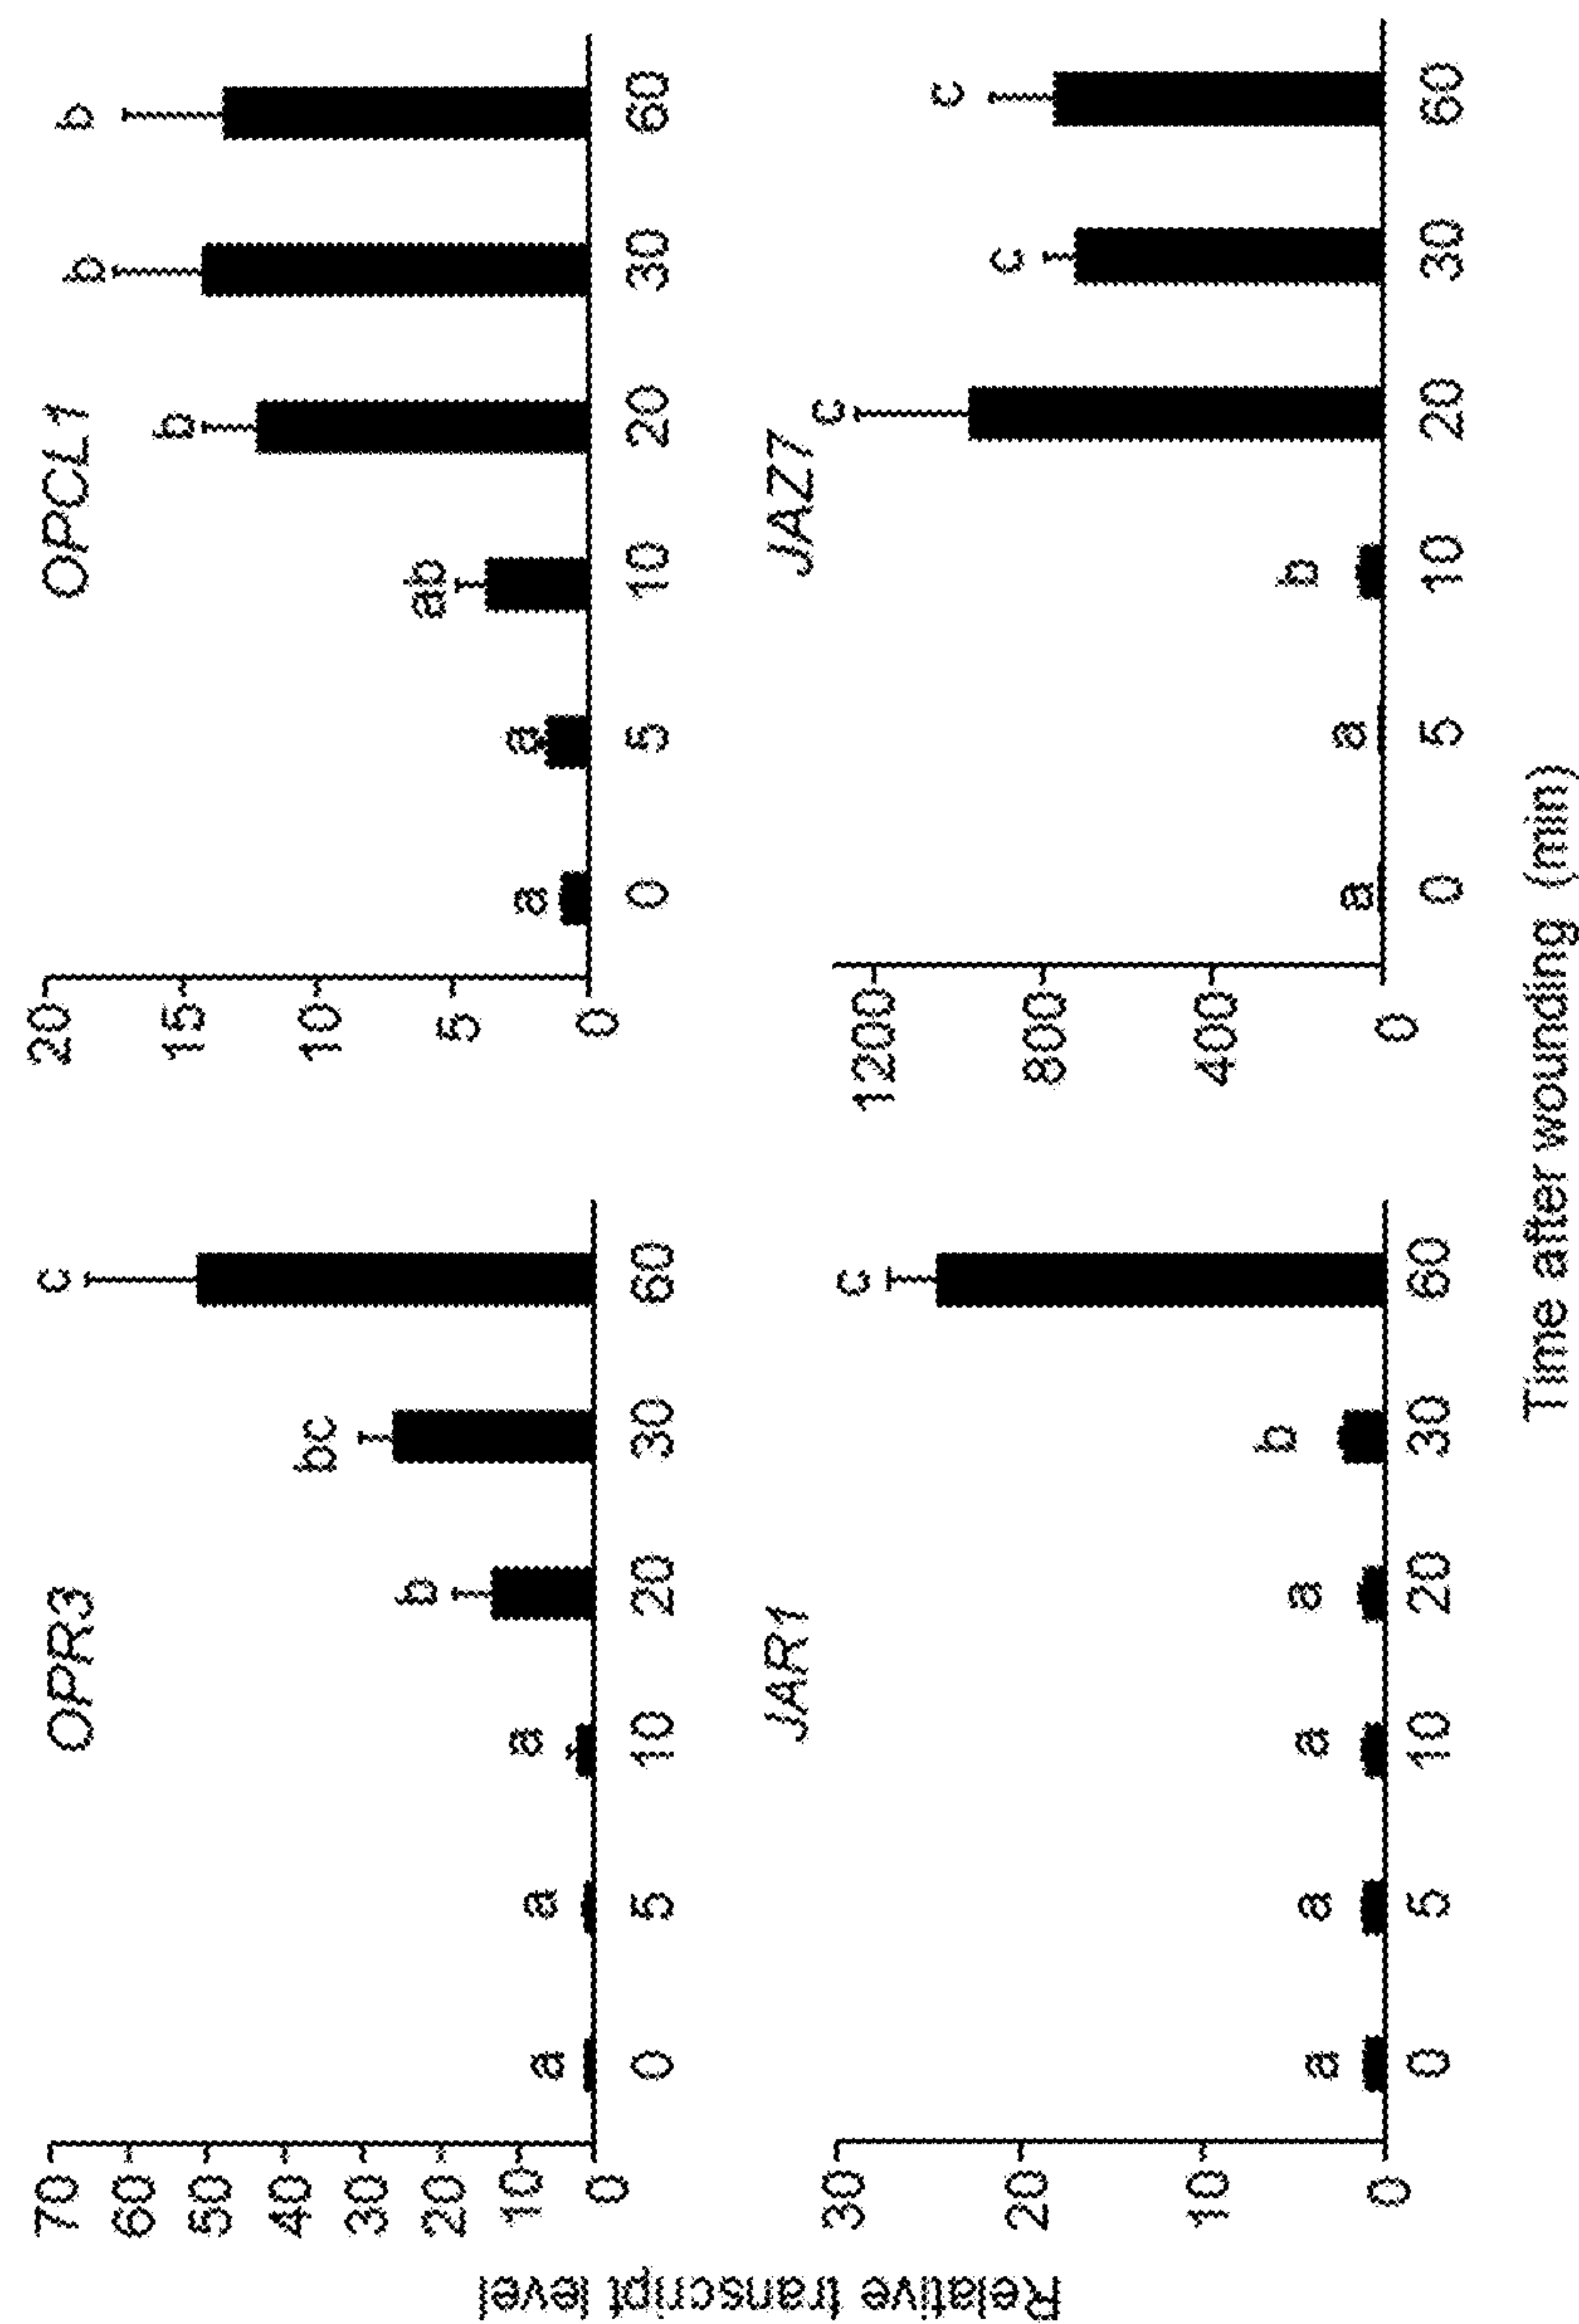 Relative transcript level
OPR3
70
60
50
40
30
20
10
0
a
a
a
b
bc
c
0 5 10 20 30 60
OPCL1
20
15
10
5
0
a
a
ab
b
b
b
0 5 10 20 30 60
JAR1
30
20
10
0
a
a
a
a
b
c
0 5 10 20 30 60
JAZ7
1200
800
400
0
a
a
b
c
c
c
0 5 10 20 30 60
Time after wounding (min)